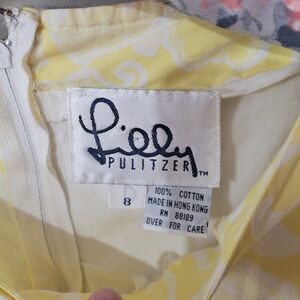 Lilly
PULITZER™
8
100% COTTON
MADE IN HONG KONG
RN 88189
OVER FOR CARE